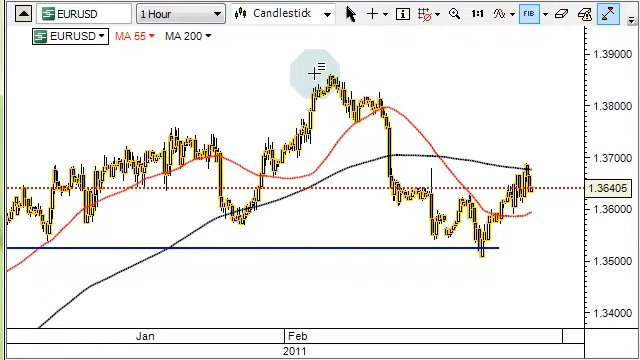 EURUSD 1 Hour Candlestick 1:1 FIB
EURUSD MA 55 MA 200
1.39000
1.38000
1.37000
1.36405
1.36000
1.35000
1.34000
Jan Feb
2011